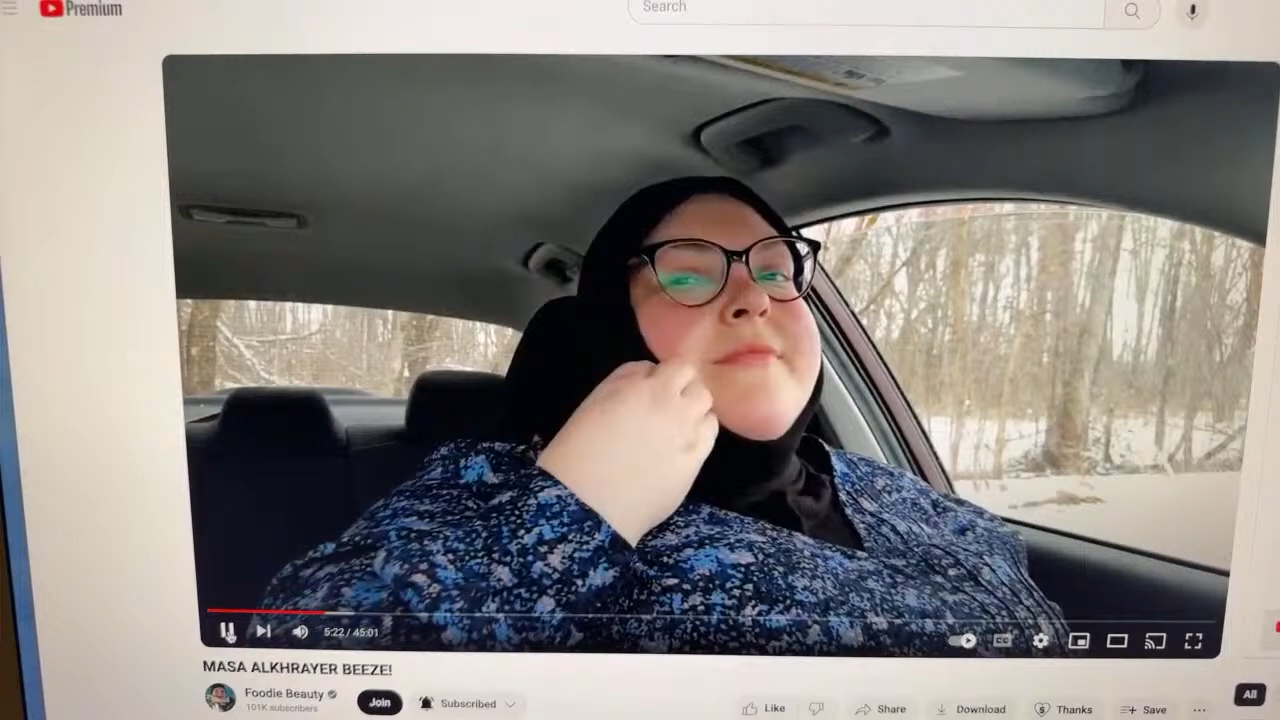 Premium
Search
5:22 / 45:01
CC
MASA ALKHRAYER BEEZE!
Foodie Beauty
101K subscribers
Join
Subscribed
Like
Share
Download
Thanks
Save
All